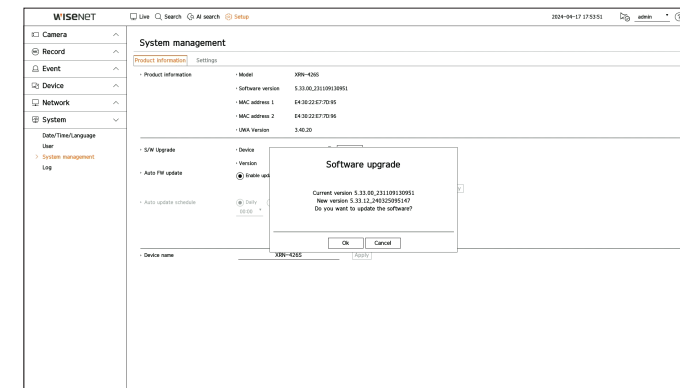 WISENET
Live Search AI search Setup 2024-04-17 17:53:51 admin
Camera
Record
Event
Device
Network
System
Date/Time/Language
User
System management
Log
System management
Product information Settings
Product information Model XRN-426S
Software version 5.33.00_231109130951
MAC address 1 E4:30:22:E7:7D:95
MAC address 2 E4:30:22:E7:7D:96
UWA Version 3.40.20
S/W Upgrade Device
Version
Auto FW update Enable upd
Auto update schedule Daily
00:00
Software upgrade
Current version 5.33.00_231109130951
New version 5.33.12_240325095147
Do you want to update the software?
Ok Cancel
Device name XRN-426S Apply